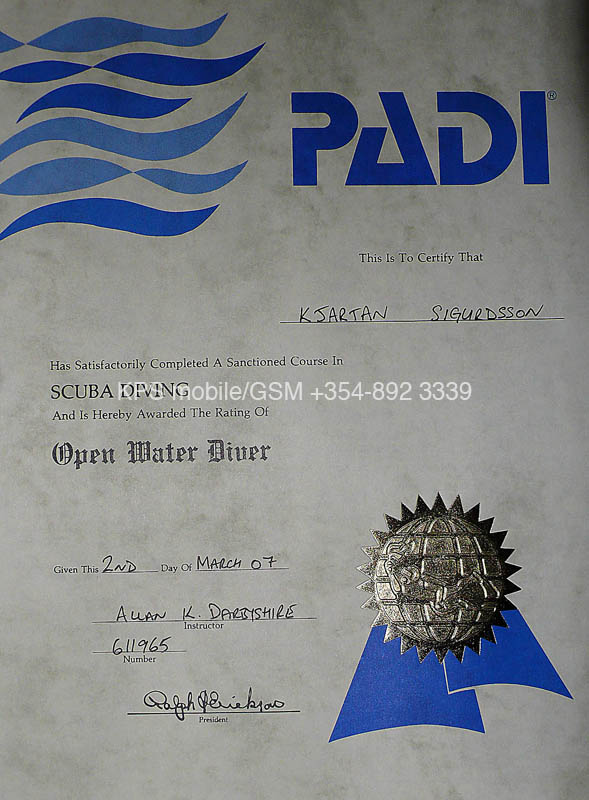 PADI®
This Is To Certify That
KJARTAN SIGURDSSON
Has Satisfactorily Completed A Sanctioned Course In
SCUBA DIVING
mobile/GSM +354-892 3339
And Is Hereby Awarded The Rating Of
Open Water Diver
Given This 2ND Day Of MARCH 07
ALLAN K. DARBYSHIRE
Instructor
611965
Number
Ralph Erickson
President